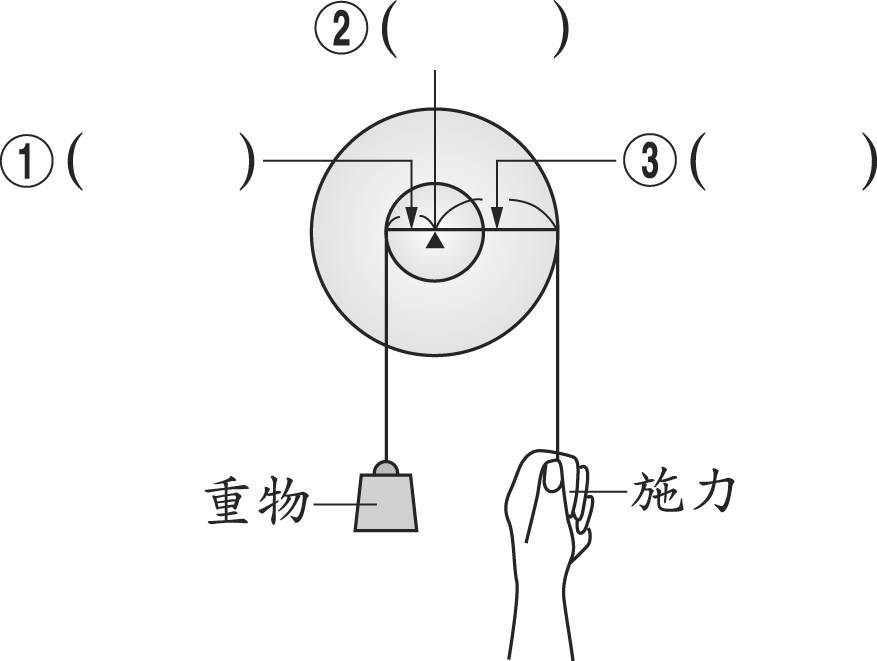 ②(　　　)
①(　　　)
③(　　　)
重物
施力